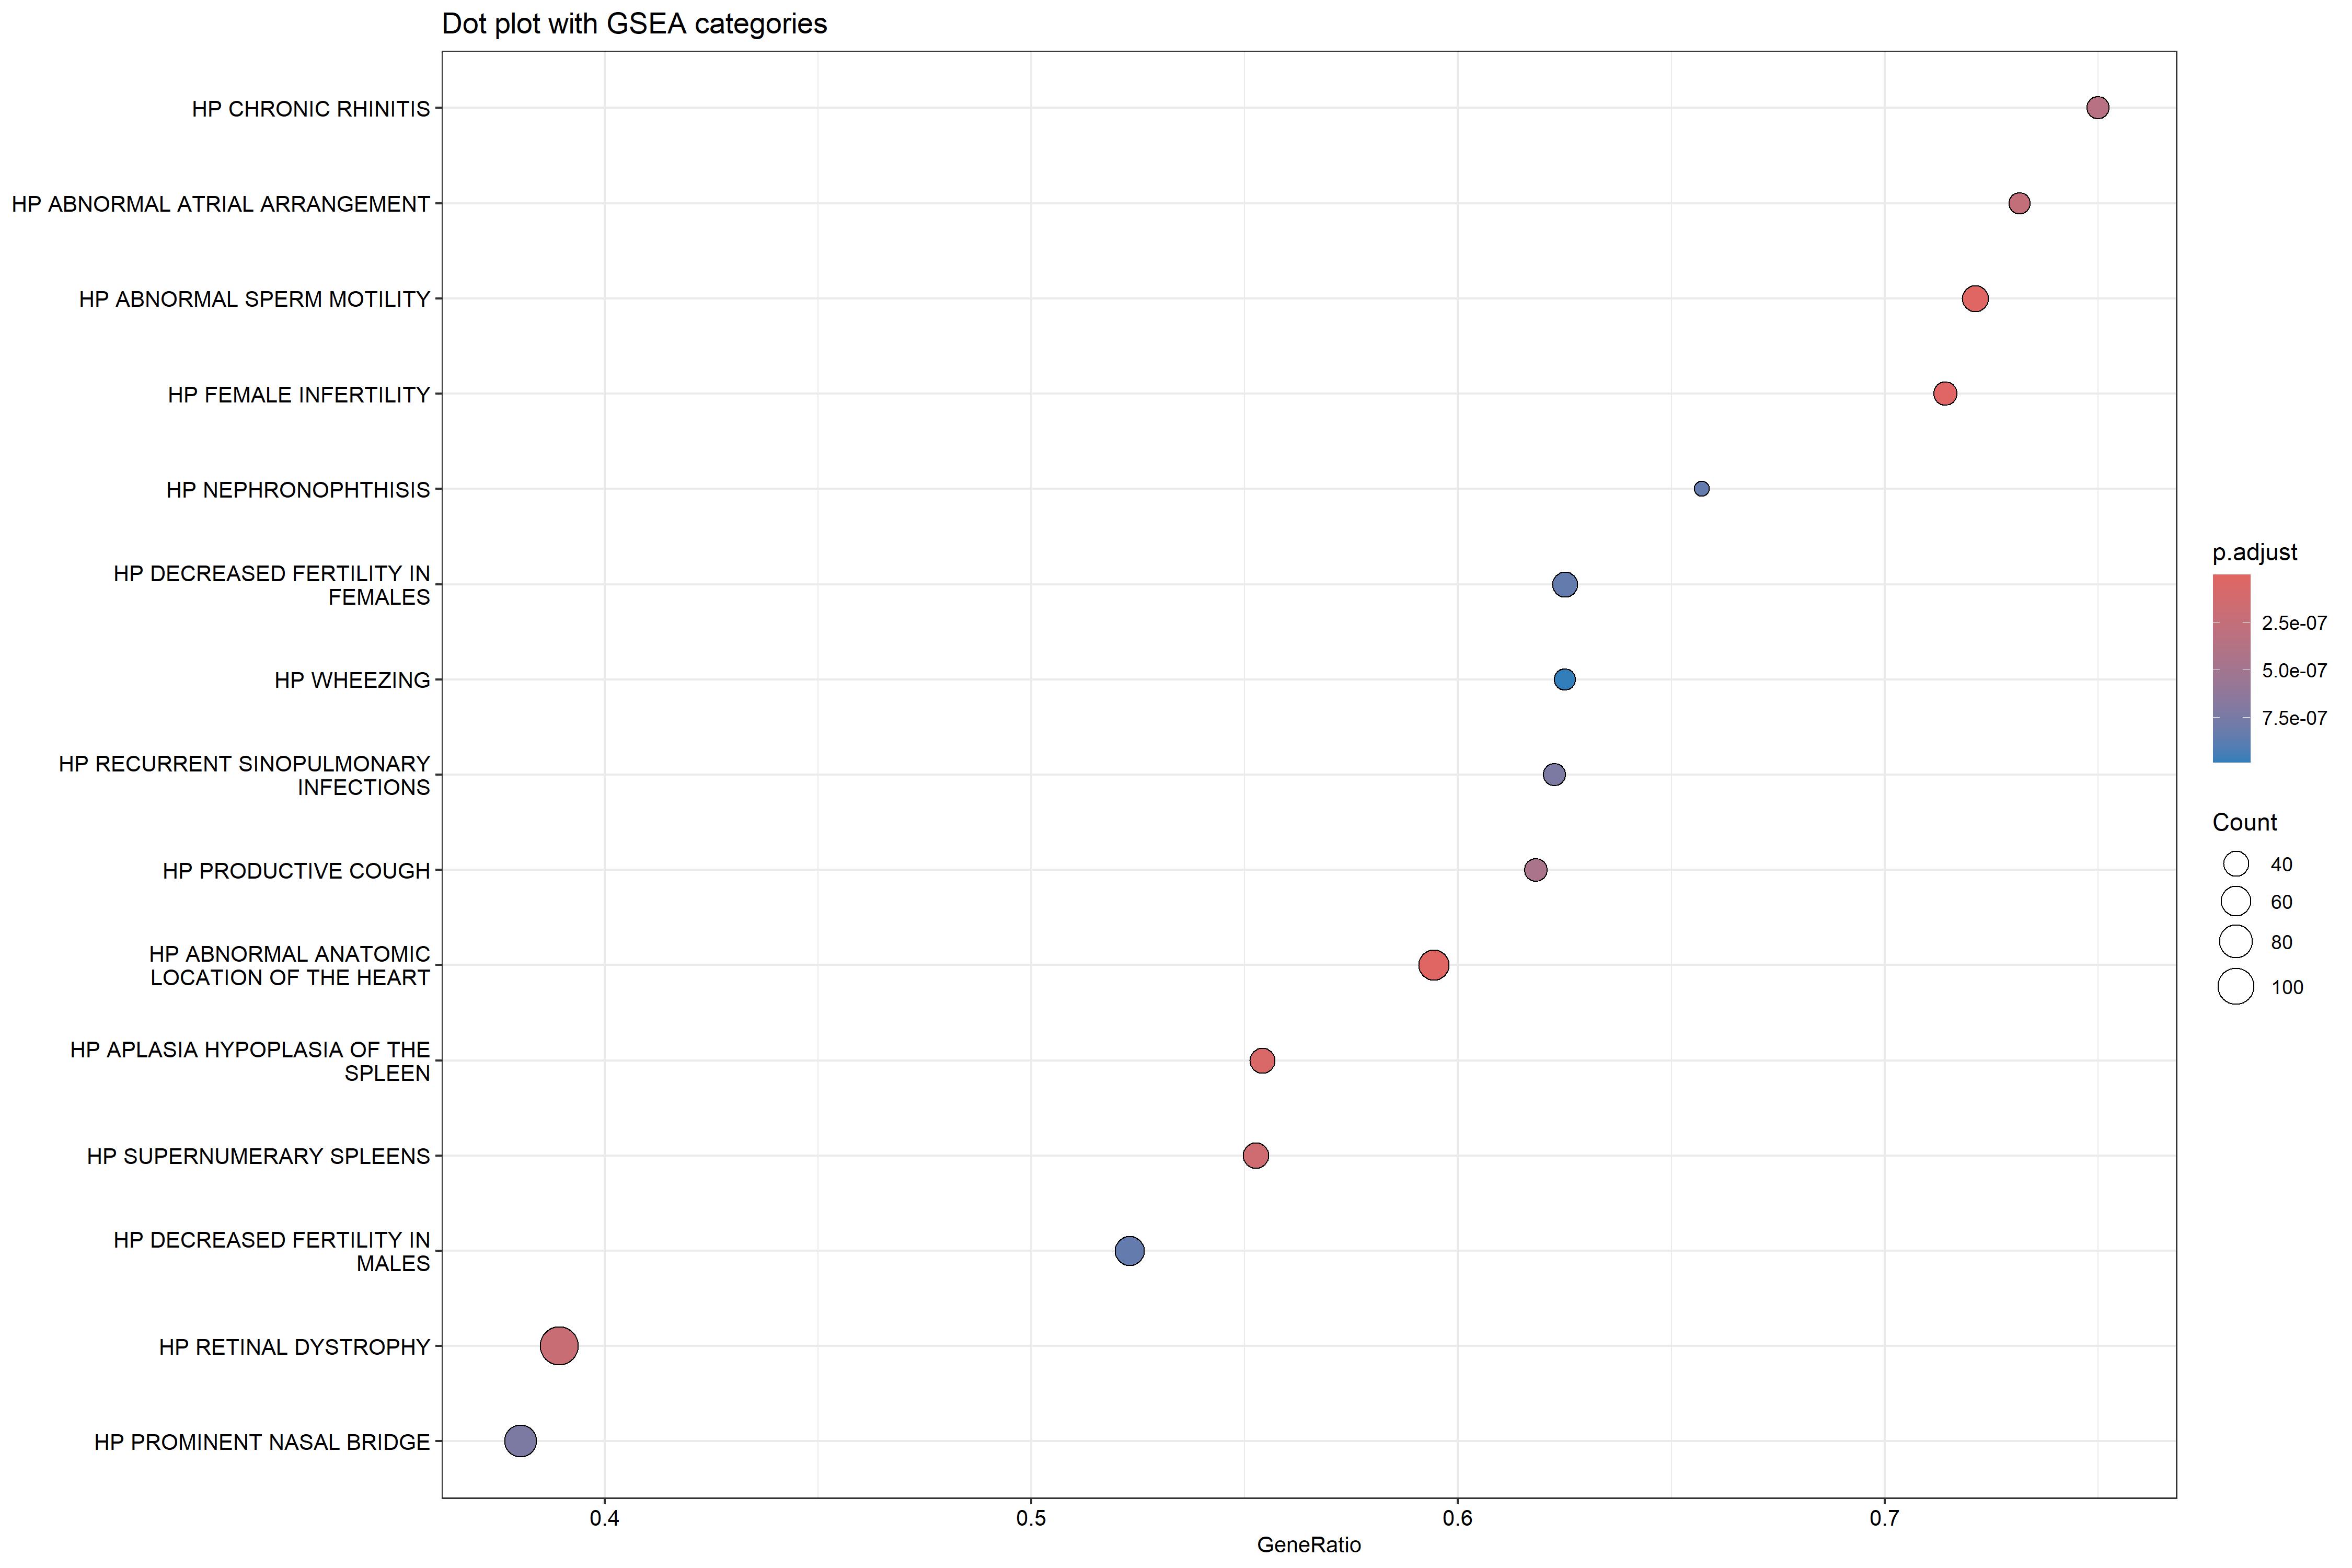 Dot plot with GSEA categories
HP CHRONIC RHINITIS
HP ABNORMAL ATRIAL ARRANGEMENT
HP ABNORMAL SPERM MOTILITY
HP FEMALE INFERTILITY
HP NEPHRONOPHTHISIS
HP DECREASED FERTILITY IN
FEMALES
HP WHEEZING
HP RECURRENT SINOPULMONARY
INFECTIONS
HP PRODUCTIVE COUGH
HP ABNORMAL ANATOMIC
LOCATION OF THE HEART
HP APLASIA HYPOPLASIA OF THE
SPLEEN
HP SUPERNUMERARY SPLEENS
HP DECREASED FERTILITY IN
MALES
HP RETINAL DYSTROPHY
HP PROMINENT NASAL BRIDGE
0.4 0.5 0.6 0.7
GeneRatio
p.adjust
2.5e-07
5.0e-07
7.5e-07
Count
40
60
80
100